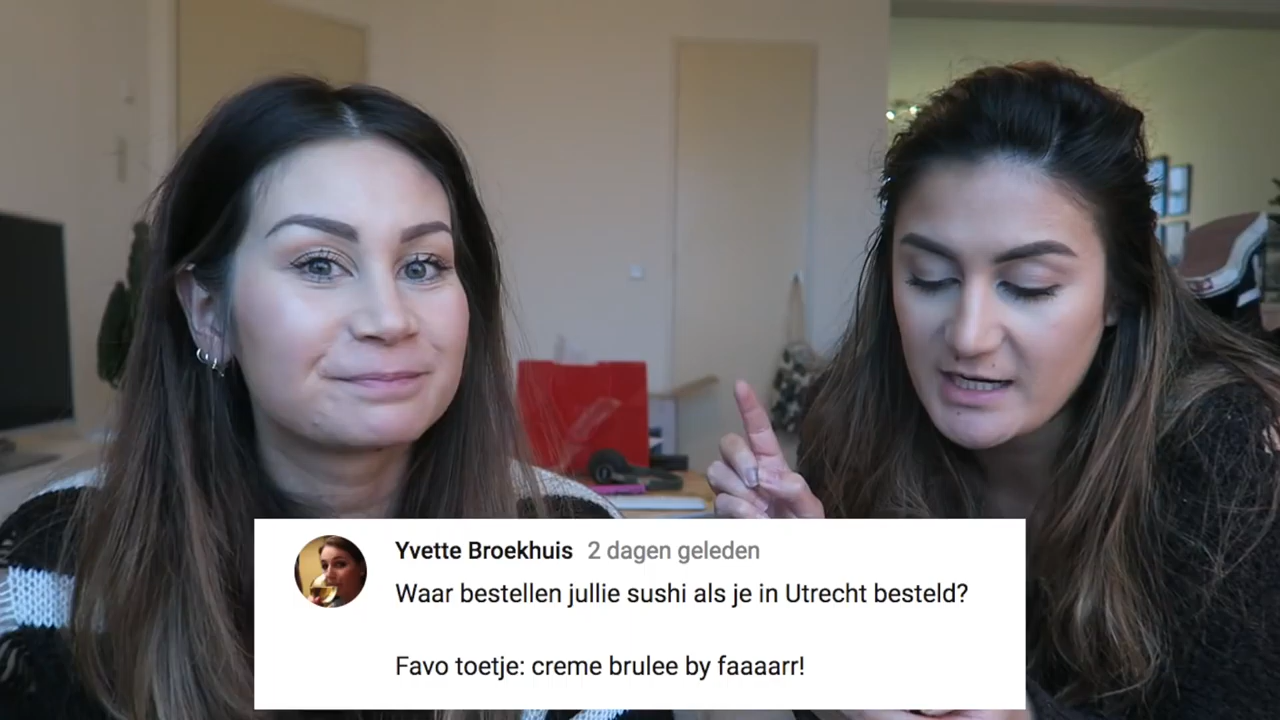 Yvette Broekhuis 2 dagen geleden
Waar bestellen jullie sushi als je in Utrecht besteld?
Favo toetje: creme brulee by faaaarr!